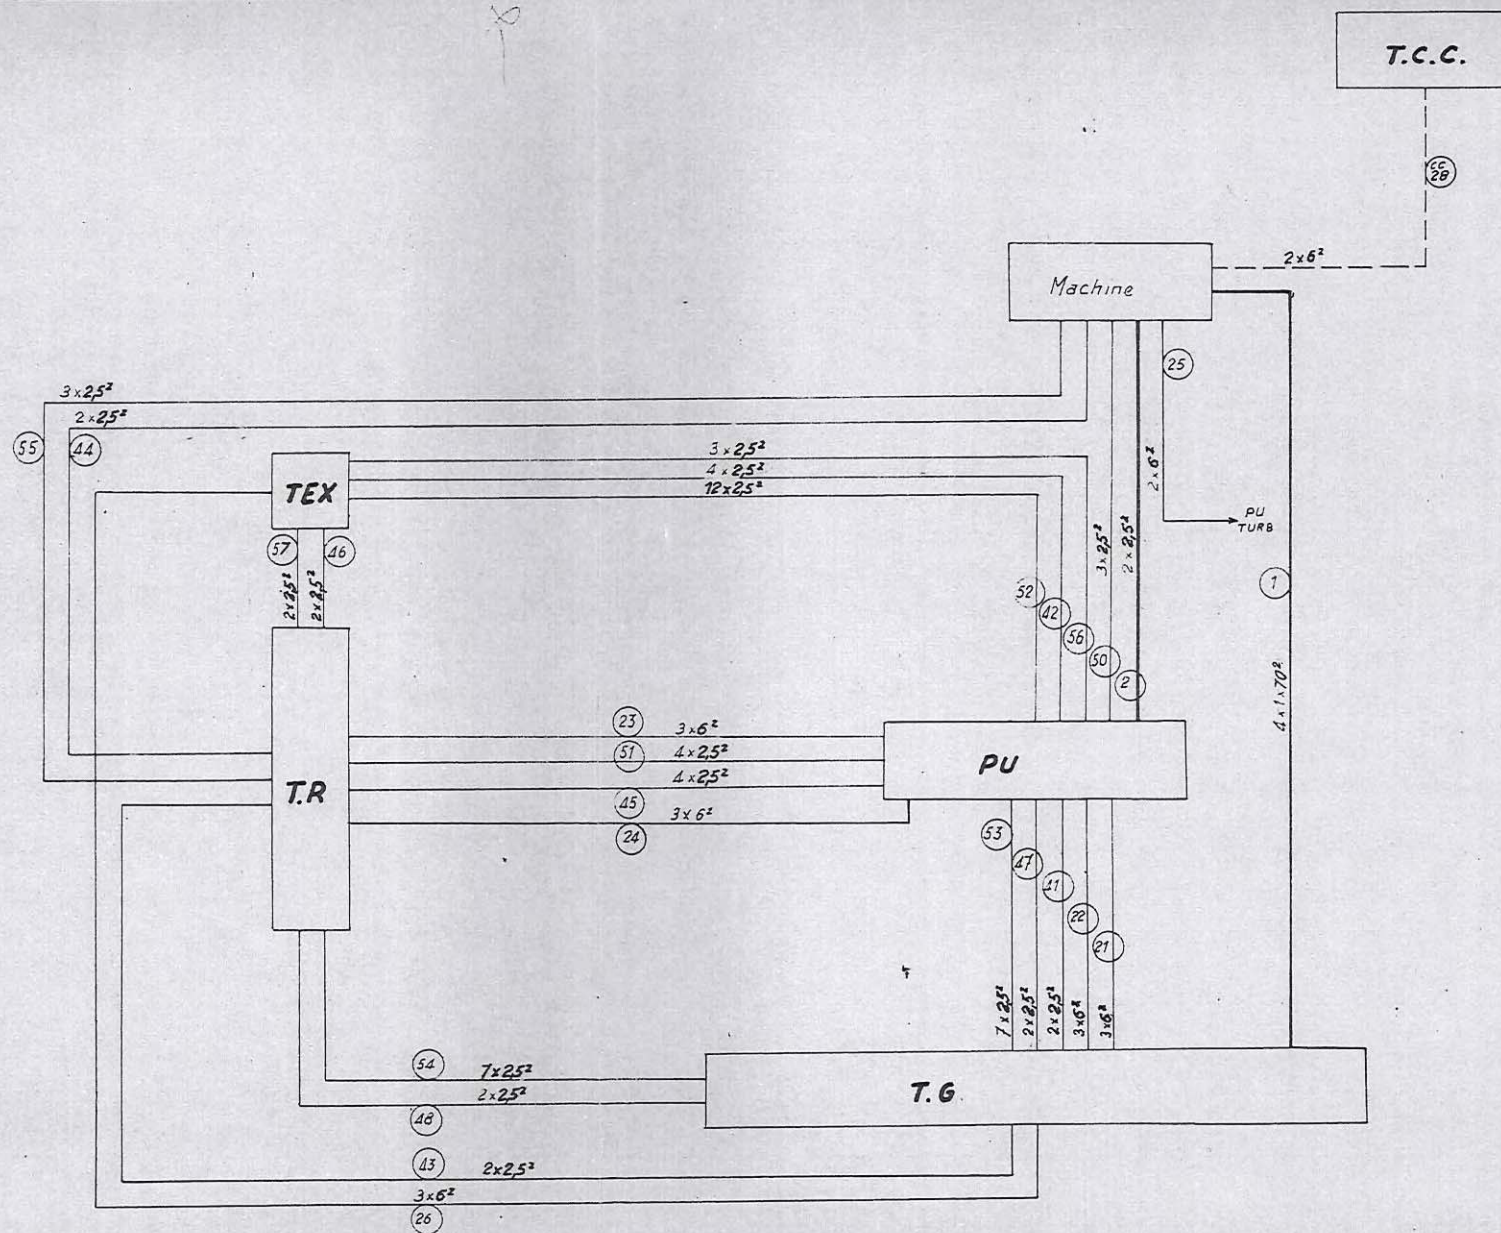 T.C.C.
CC
28
2x6²
Machine
25
3x2,5²
2x2,5²
55
44
3x2,5²
4x2,5²
12x2,5²
TEX
2x6²
PU
TURB
57
46
3x2,5²
2x2,5²
1
2x2,5²
2x2,5²
52
42
56
50
2
4x1x70²
23
3x6²
51
4x2,5²
PU
4x2,5²
T.R
45
3x6²
24
53
47
41
22
21
7x2,5²
2x2,5²
2x2,5²
3x6²
3x6²
54
7x2,5²
2x2,5²
T.G.
48
43
2x2,5²
3x6²
26